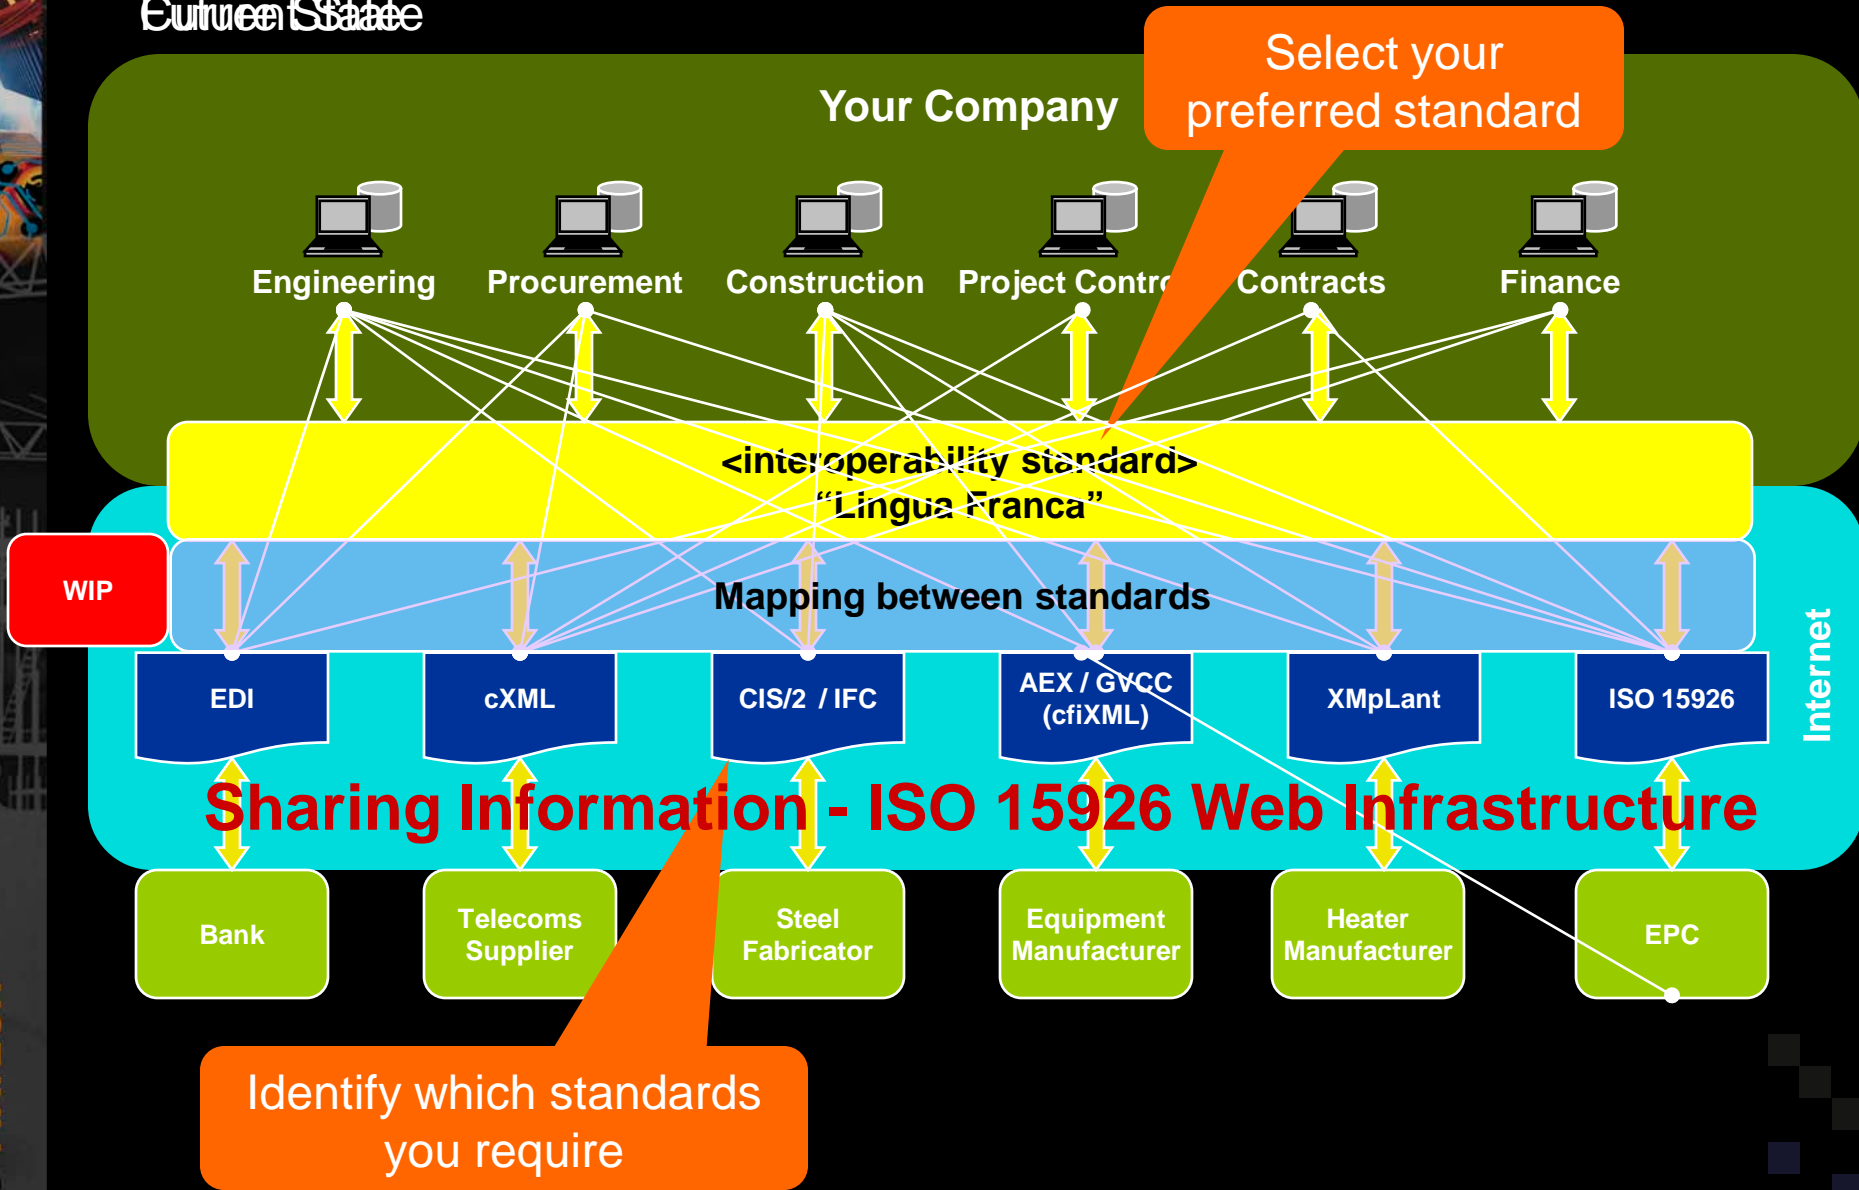 Select your
preferred standard
Your Company
Engineering
Procurement
Construction
Project Contro
Contracts
Finance
<interoperability standard>
“Lingua Franca”
WIP
Mapping between standards
Internet
EDI
cXML
CIS/2 / IFC
AEX / GVCC
(cfiXML)
XMpLant
ISO 15926
Sharing Information - ISO 15926 Web Infrastructure
Bank
Telecoms
Supplier
Steel
Fabricator
Equipment
Manufacturer
Heater
Manufacturer
EPC
Identify which standards
you require